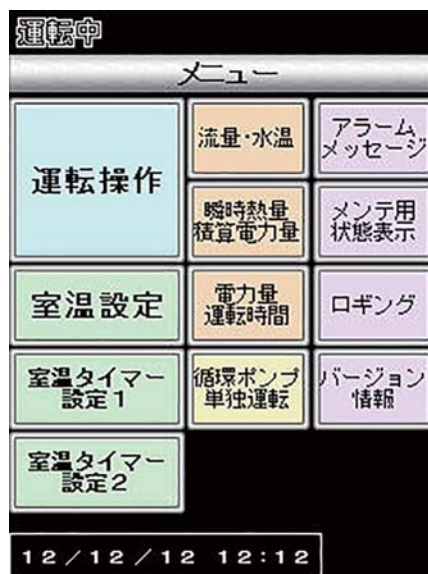 運転中
メニュー
運転操作
流量・水温
アラーム
メッセージ
瞬時熱量
積算電力量
メンテ用
状態表示
室温設定
電力量
運転時間
ロギング
室温タイマー
設定1
循環ポンプ
単独運転
バージョン
情報
室温タイマー
設定2
12/12/12 12:12